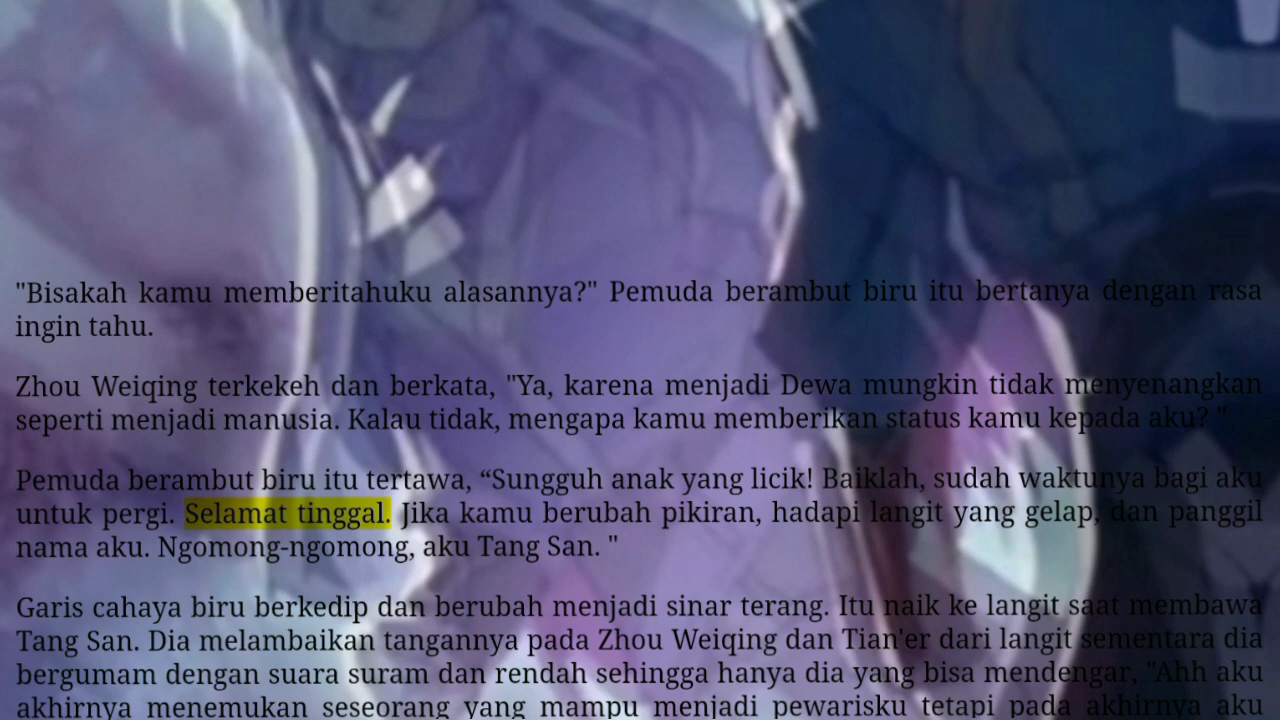 "Bisakah kamu memberitahuku alasannya?" Pemuda berambut biru itu bertanya dengan rasa
ingin tahu.
Zhou Weiqing terkekeh dan berkata, "Ya, karena menjadi Dewa mungkin tidak menyenangkan
seperti menjadi manusia. Kalau tidak, mengapa kamu memberikan status kamu kepada aku? "
Pemuda berambut biru itu tertawa, “Sungguh anak yang licik! Baiklah, sudah waktunya bagi aku
untuk pergi. Selamat tinggal. Jika kamu berubah pikiran, hadapi langit yang gelap, dan panggil
nama aku. Ngomong-ngomong, aku Tang San. "
Garis cahaya biru berkedip dan berubah menjadi sinar terang. Itu naik ke langit saat membawa
Tang San. Dia melambaikan tangannya pada Zhou Weiqing dan Tian'er dari langit sementara dia
bergumam dengan suara suram dan rendah sehingga hanya dia yang bisa mendengar, "Ahh aku
akhirnya menemukan seseorang yang mampu menjadi pewarisku tetapi pada akhirnya aku